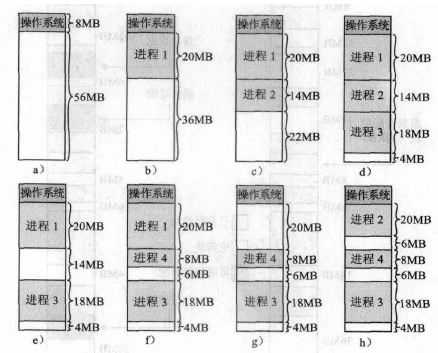 操作系统 8MB
56MB
a)
操作系统
进程 1 20MB
36MB
b)
操作系统
进程 1 20MB
进程 2 14MB
22MB
c)
操作系统
进程 1 20MB
进程 2 14MB
进程 3 18MB
4MB
d)
操作系统
进程 1 20MB
14MB
进程 3 18MB
4MB
e)
操作系统
进程 1 20MB
进程 4 8MB
6MB
进程 3 18MB
4MB
f)
操作系统
20MB
进程 4 8MB
6MB
进程 3 18MB
4MB
g)
操作系统
进程 2 20MB
6MB
进程 4 8MB
6MB
进程 3 18MB
4MB
h)